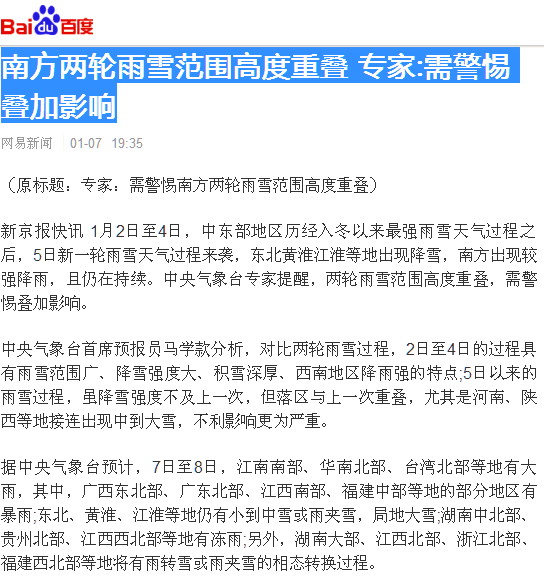 Bai du 百度
南方两轮雨雪范围高度重叠 专家:需警惕
叠加影响
网易新闻 01-07 19:35
(原标题：专家：需警惕南方两轮雨雪范围高度重叠)
新京报快讯 1月2日至4日，中东部地区历经入冬以来最强雨雪天气过程之
后，5日新一轮雨雪天气过程来袭，东北黄淮江淮等地出现降雪，南方出现较
强降雨，且仍在持续。中央气象台专家提醒，两轮雨雪范围高度重叠，需警
惕叠加影响。
中央气象台首席预报员马学款分析，对比两轮雨雪过程，2日至4日的过程具
有雨雪范围广、降雪强度大、积雪深厚、西南地区降雨强的特点;5日以来的
雨雪过程，虽降雪强度不及上一次，但落区与上一次重叠，尤其是河南、陕
西等地接连出现中到大雪，不利影响更为严重。
据中央气象台预计，7日至8日，江南南部、华南北部、台湾北部等地有大
雨，其中，广西东北部、广东北部、江西南部、福建中部等地的部分地区有
暴雨;东北、黄淮、江淮等地仍有小到中雪或雨夹雪，局地大雪;湖南中北部、
贵州北部、江西西北部等地有冻雨;另外，湖南大部、江西北部、浙江北部、
福建西北部等地将有雨转雪或雨夹雪的相态转换过程。